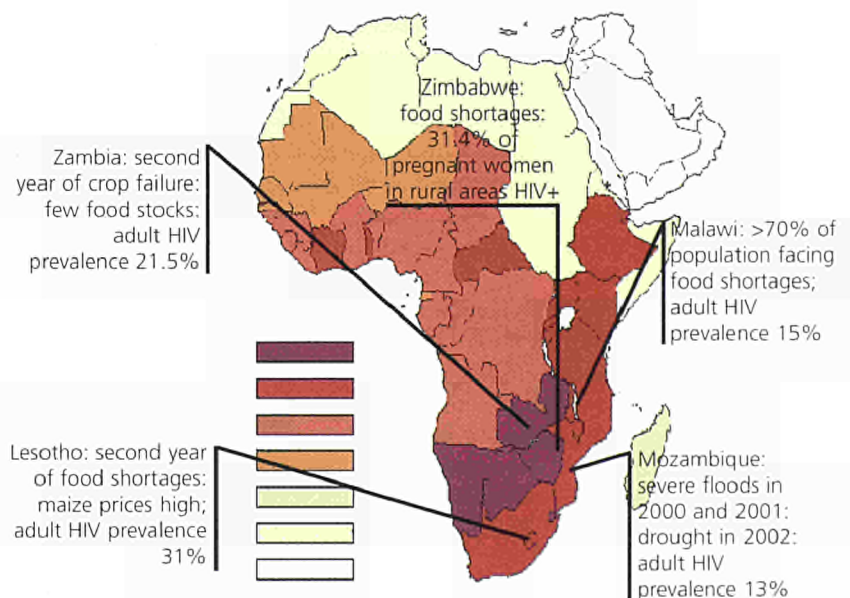 Zimbabwe:
food shortages:
31.4% of
pregnant women
in rural areas HIV+
Zambia: second
year of crop failure:
few food stocks:
adult HIV
prevalence 21.5%
Malawi: >70% of
population facing
food shortages;
adult HIV
prevalence 15%
Lesotho: second year
of food shortages:
maize prices high;
adult HIV prevalence
31%
Mozambique:
severe floods in
2000 and 2001:
drought in 2002:
adult HIV
prevalence 13%